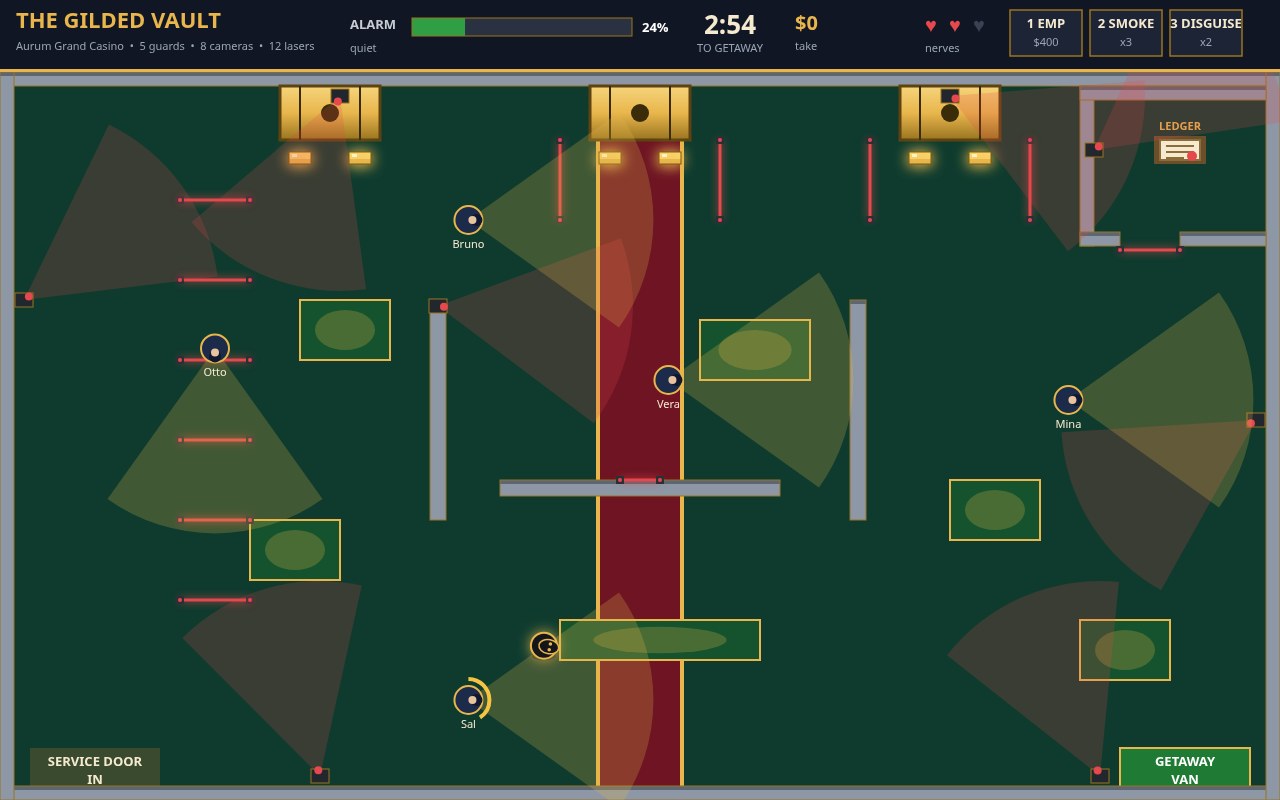 THE GILDED VAULT
Aurum Grand Casino • 5 guards • 8 cameras • 12 lasers
ALARM
24%
quiet
2:54
TO GETAWAY
$0
take
nerves
1 EMP
$400
2 SMOKE
x3
3 DISGUISE
x2
LEDGER
Bruno
Otto
Vera
Mina
Sal
SERVICE DOOR
IN
GETAWAY
VAN